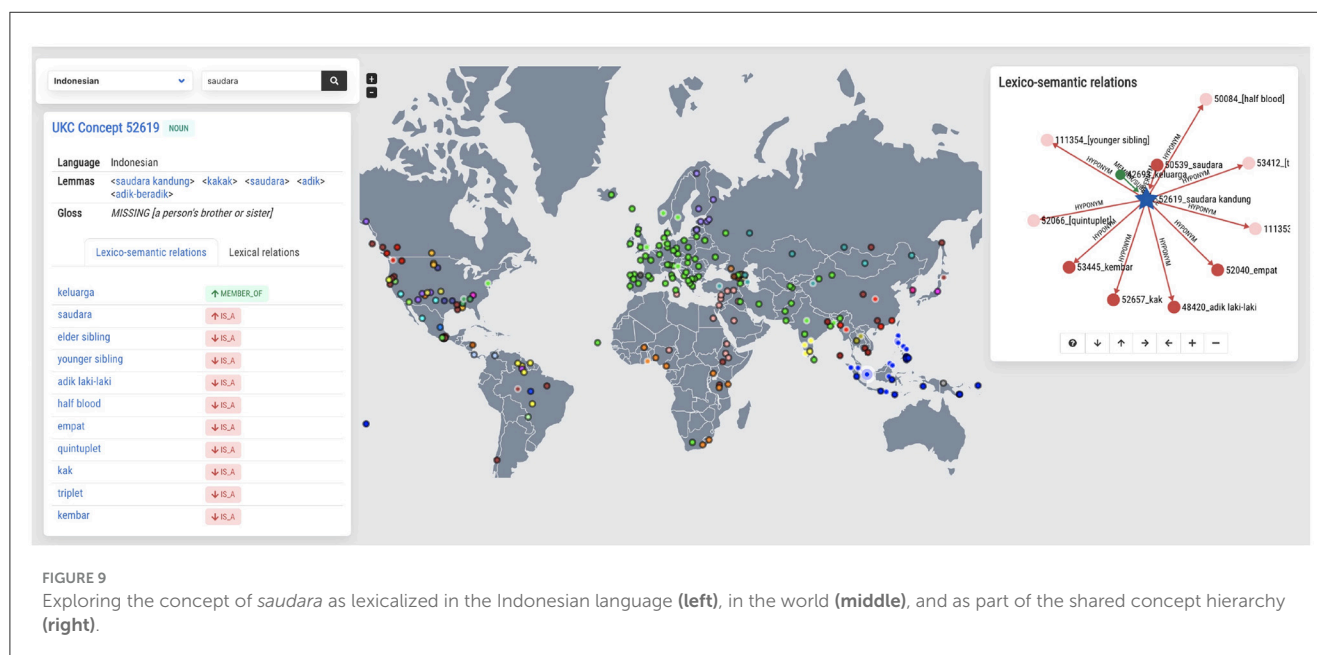 Indonesian
saudara
UKC Concept 52619 NOUN
Language Indonesian
Lemmas <saudara kandung> <kakak> <saudara> <adik>
<adik-beradik>
Gloss MISSING [a person's brother or sister]
Lexico-semantic relations Lexical relations
keluarga ↑ MEMBER_OF
saudara ↑ IS_A
elder sibling ↓ IS_A
younger sibling ↓ IS_A
adik laki-laki ↓ IS_A
half blood ↓ IS_A
empat ↓ IS_A
quintuplet ↓ IS_A
kak ↓ IS_A
triplet ↓ IS_A
kembar ↓ IS_A
+
−
Lexico-semantic relations
50084_[half blood]
111354_[younger sibling]
HYPONYM
HYPONYM
50539_saudara
53412_[t
42693_keluarga
HYPONYM
52619_saudara kandung
HYPONYM
52066_[quintuplet]
HYPONYM
111353
HYPONYM
HYPONYM
HYPONYM
HYPONYM
53445_kembar
52040_empat
52657_kak
48420_adik laki-laki
? ↓ ↑ → ← + −
FIGURE 9
Exploring the concept of saudara as lexicalized in the Indonesian language (left), in the world (middle), and as part of the shared concept hierarchy
(right).